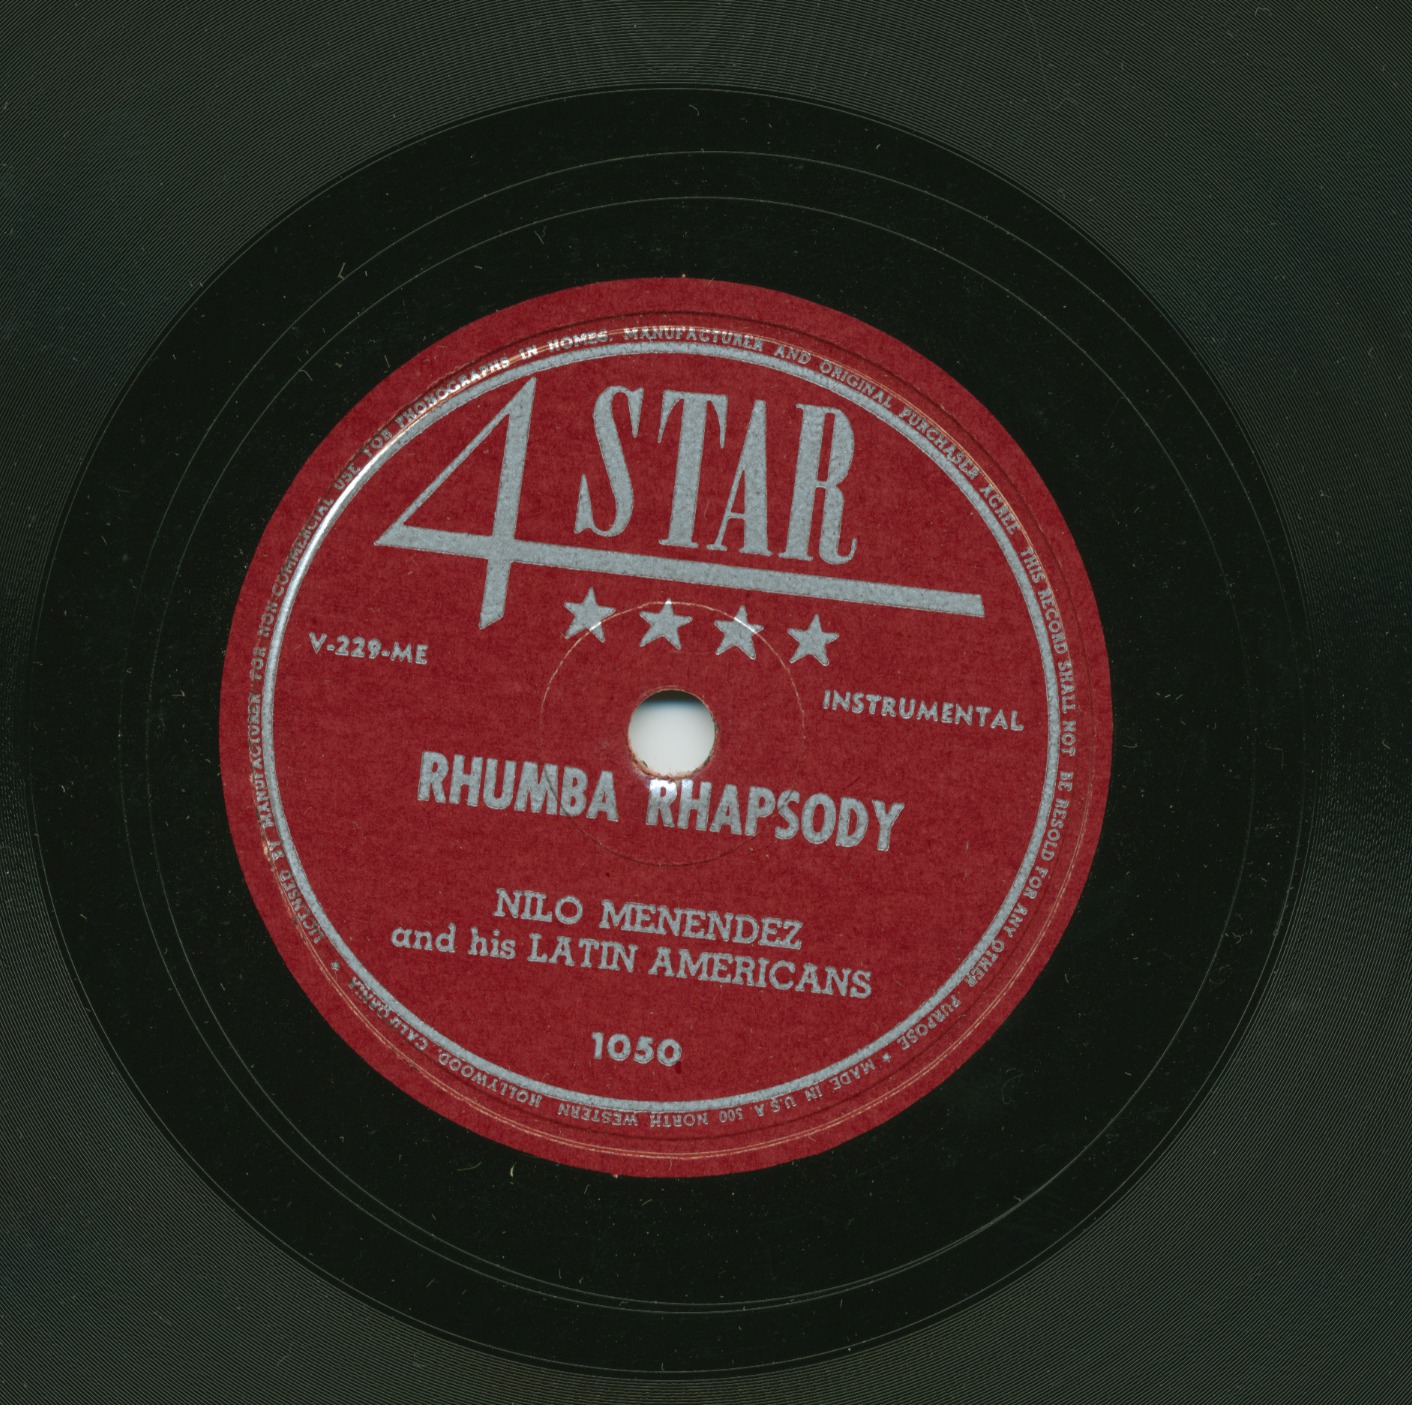 4 STAR
V-229-ME
INSTRUMENTAL
RHUMBA RHAPSODY
NILO MENENDEZ
and his LATIN AMERICANS
1050
LICENSED BY MANUFACTURER FOR NON-COMMERCIAL USE FOR PHONOGRAPHS IN HOMES. MANUFACTURER AND ORIGINAL PURCHASER AGREE THIS RECORD SHALL NOT BE RESOLD FOR ANY OTHER PURPOSE ★ MADE IN U.S.A. 500 NORTH WESTERN HOLLYWOOD, CALIFORNIA ★